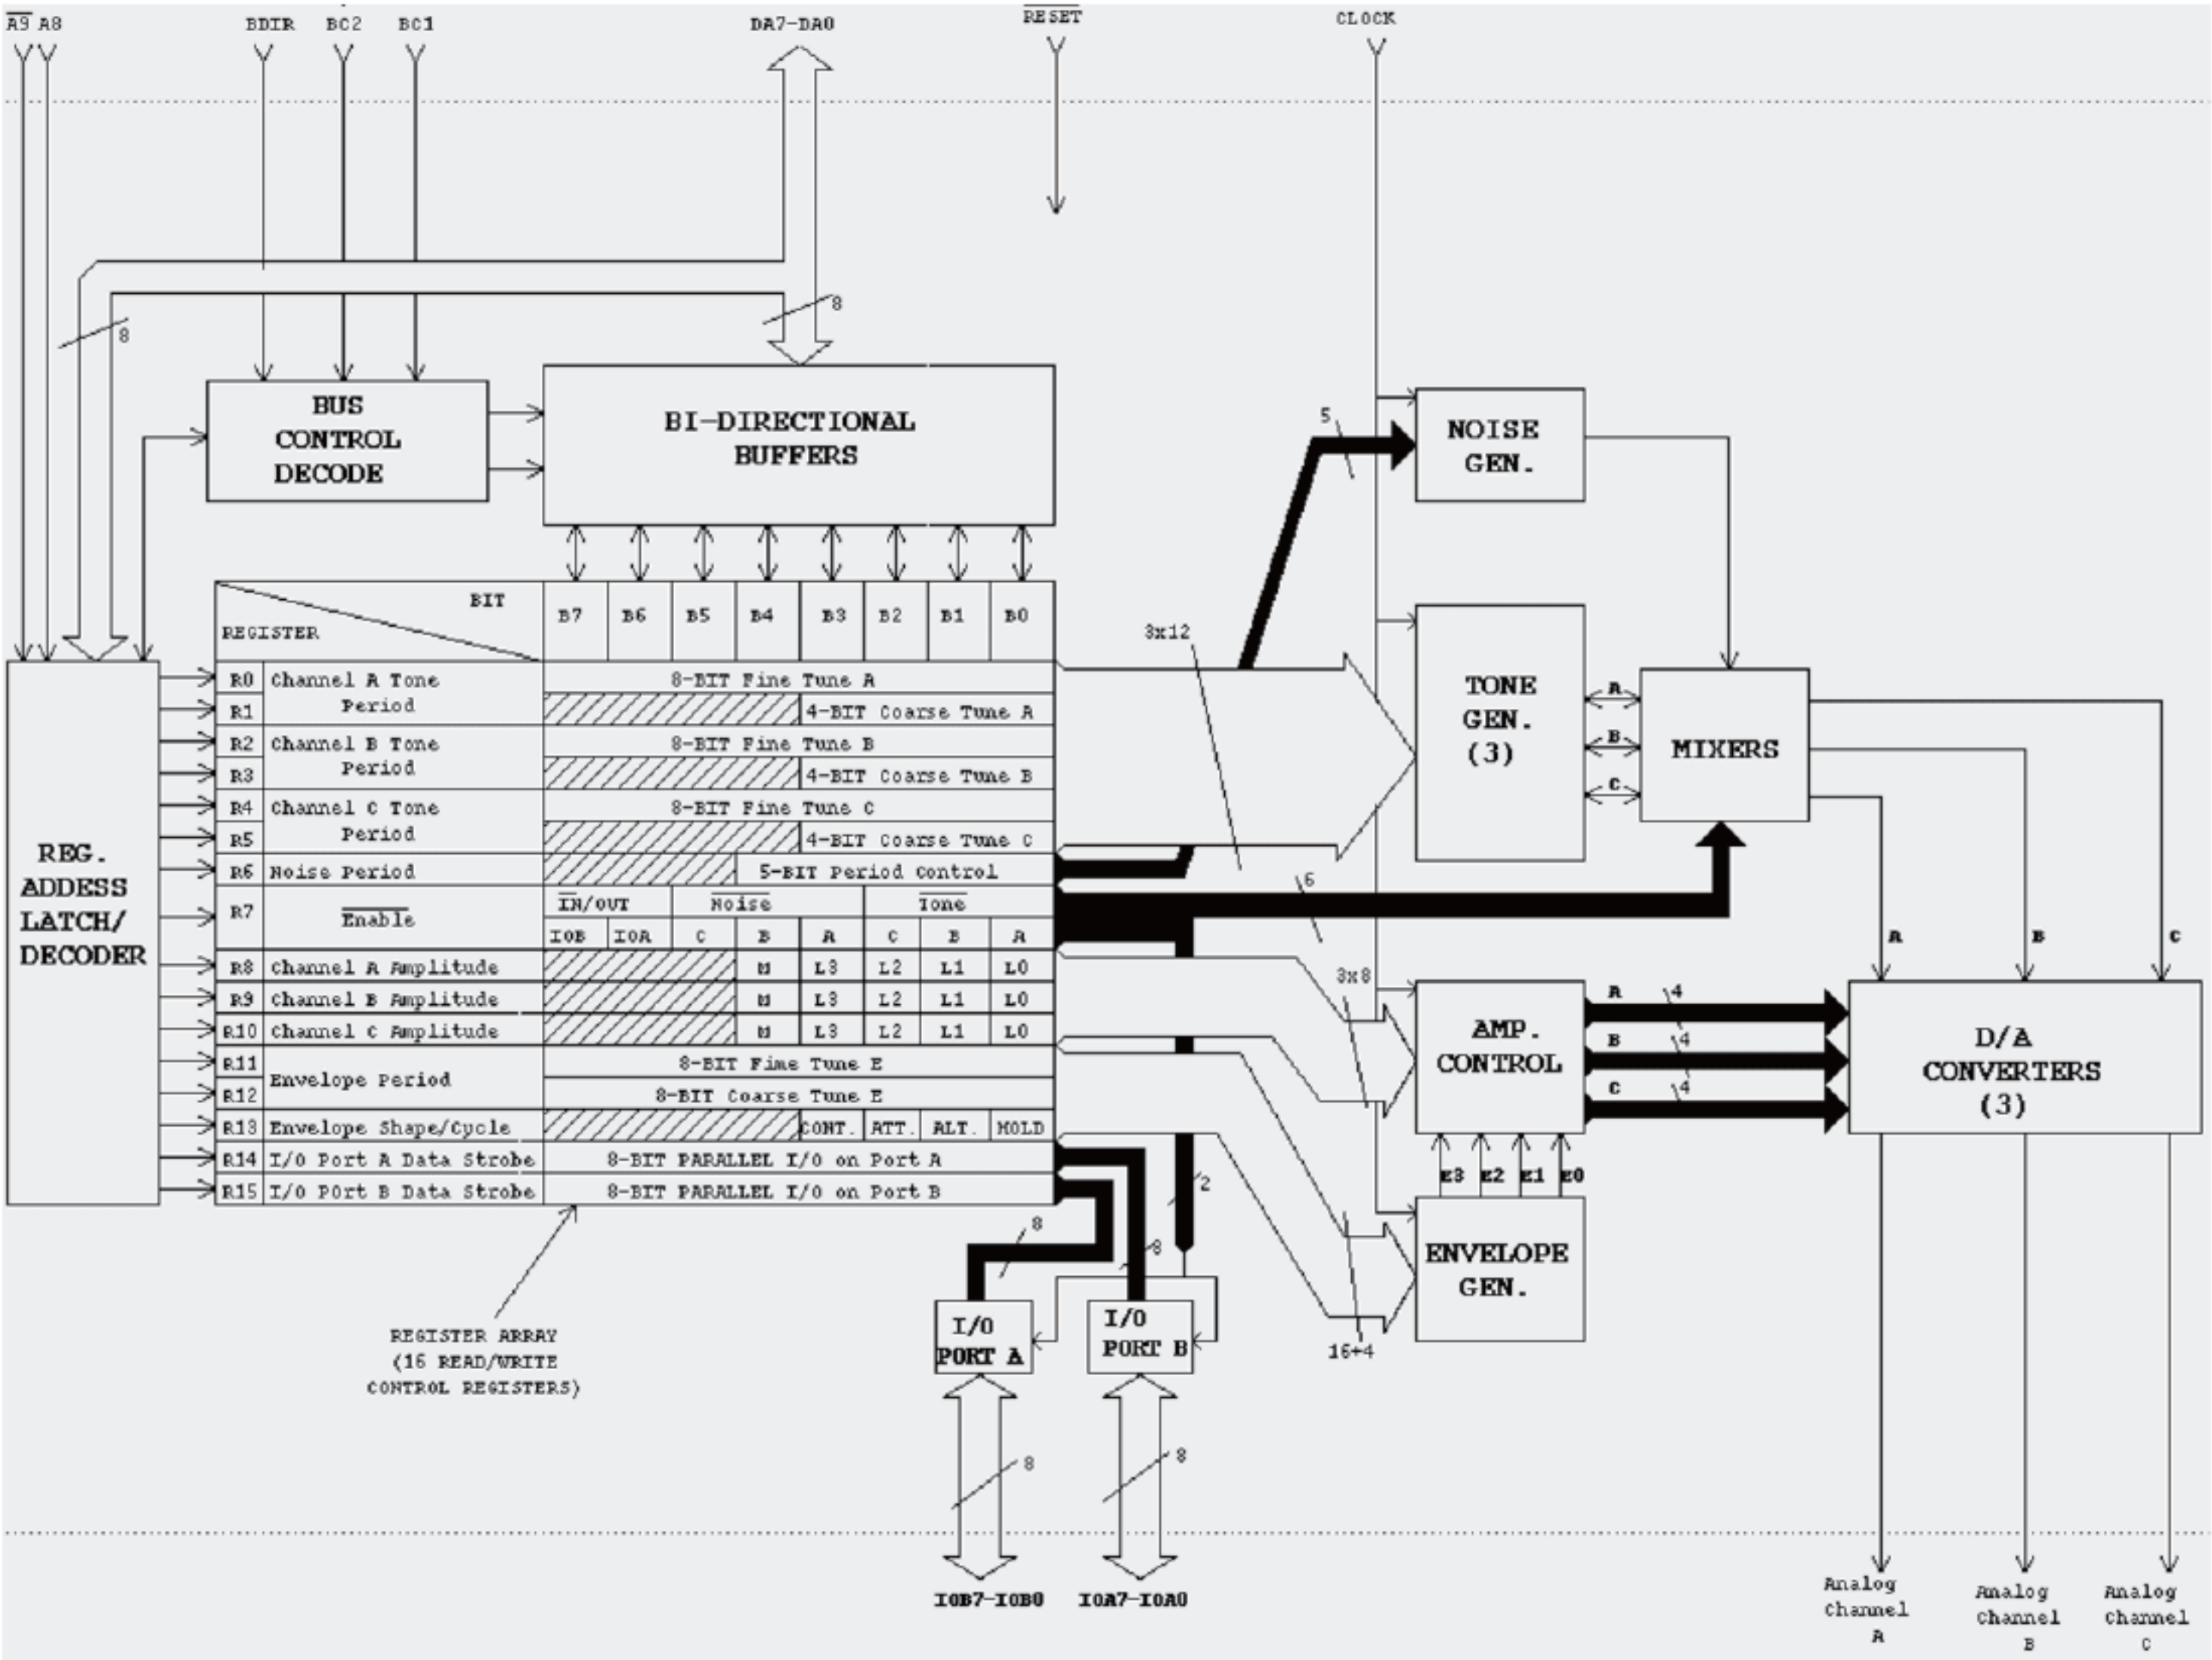 A9 A8 BDIR BC2 BC1 DA7-DA0 RESET CLOCK
8
8
BUS
CONTROL
DECODE
BI-DIRECTIONAL
BUFFERS
5
NOISE
GEN.
BIT
REGISTER
B7 B6 B5 B4 B3 B2 B1 B0
R0 Channel A Tone
Period
8-BIT Fine Tune A
R1 4-BIT Coarse Tune A
R2 Channel B Tone
Period
8-BIT Fine Tune B
R3 4-BIT Coarse Tune B
R4 Channel C Tone
Period
8-BIT Fine Tune C
R5 4-BIT Coarse Tune C
R6 Noise Period 5-BIT Period Control
R7 Enable
IN/OUT Noise Tone
IOB IOA C B A C B A
R8 Channel A Amplitude M L3 L2 L1 L0
R9 Channel B Amplitude M L3 L2 L1 L0
R10 Channel C Amplitude M L3 L2 L1 L0
R11 8-BIT Fime Tune E
Envelope Period
R12 8-BIT Coarse Tune E
R13 Envelope Shape/Cycle CONT. ATT. ALT. HOLD
R14 I/O Port A Data Strobe 8-BIT PARALLEL I/O on Port A
R15 I/O POrt B Data Strobe 8-BIT PARALLEL I/O on Port B
REG.
ADDESS
LATCH/
DECODER
3x12
TONE
GEN.
(3)
A
B
C
MIXERS
6
A B C
3x8
AMP.
CONTROL
A 4
B 4
C 4
D/A
CONVERTERS
(3)
E3 E2 E1 E0
ENVELOPE
GEN.
16+4
2
8
8
I/O
PORT A
I/O
PORT B
REGISTER ARRAY
(16 READ/WRITE
CONTROL REGISTERS)
8
8
IOB7-IOB0 IOA7-IOA0
Analog
Channel
A
Analog
Channel
B
Analog
Channel
C